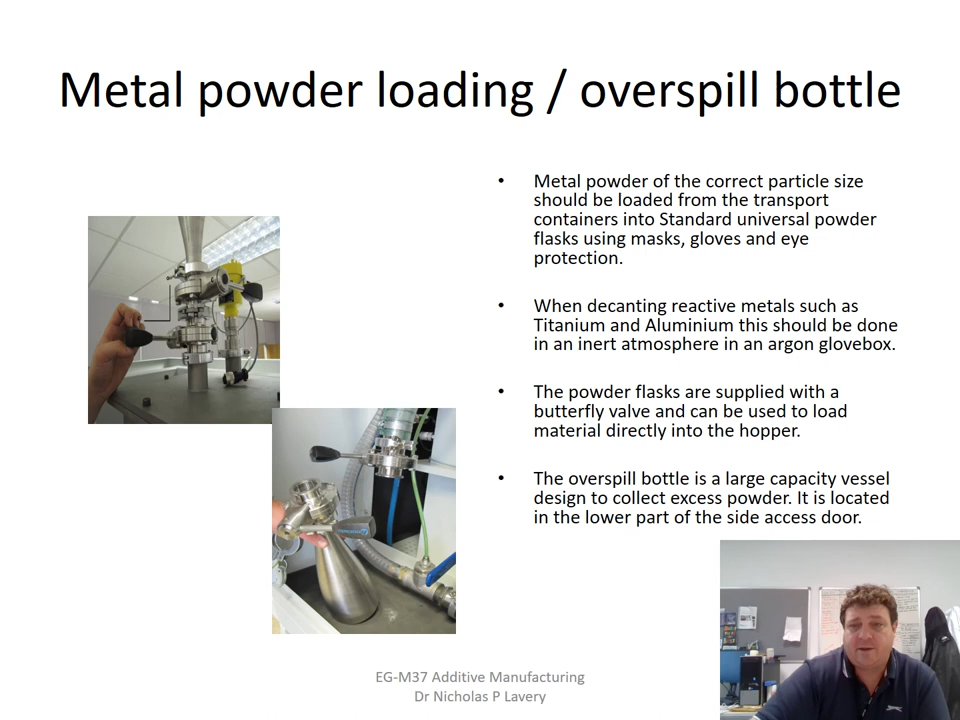 Metal powder loading / overspill bottle
• Metal powder of the correct particle size
should be loaded from the transport
containers into Standard universal powder
flasks using masks, gloves and eye
protection.
• When decanting reactive metals such as
Titanium and Aluminium this should be done
in an inert atmosphere in an argon glovebox.
• The powder flasks are supplied with a
butterfly valve and can be used to load
material directly into the hopper.
• The overspill bottle is a large capacity vessel
design to collect excess powder. It is located
in the lower part of the side access door.
EG-M37 Additive Manufacturing
Dr Nicholas P Lavery